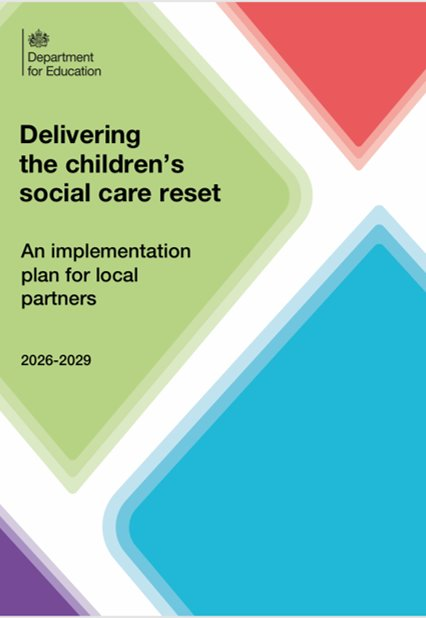 Department
for Education
Delivering
the children's
social care reset
An implementation
plan for local
partners
2026-2029